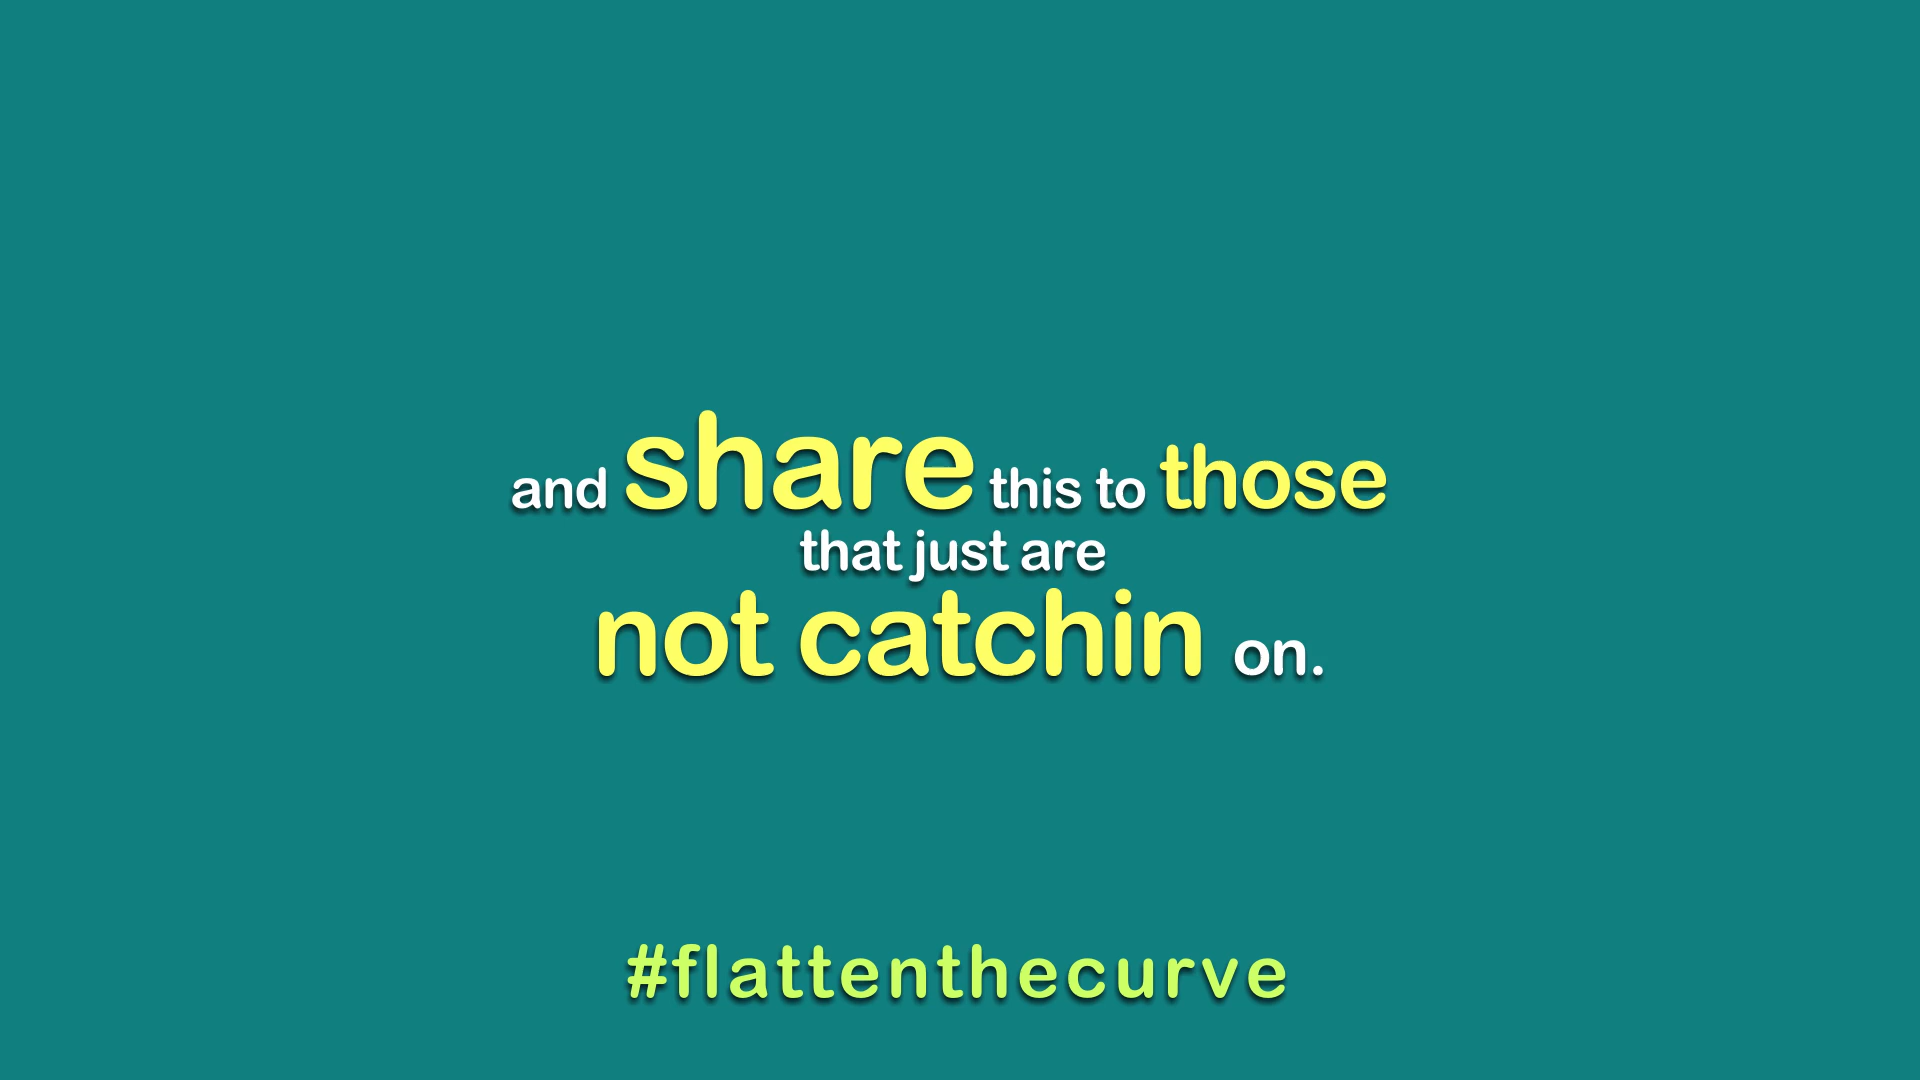 and share this to those
that just are
not catchin on.
#flattenthecurve